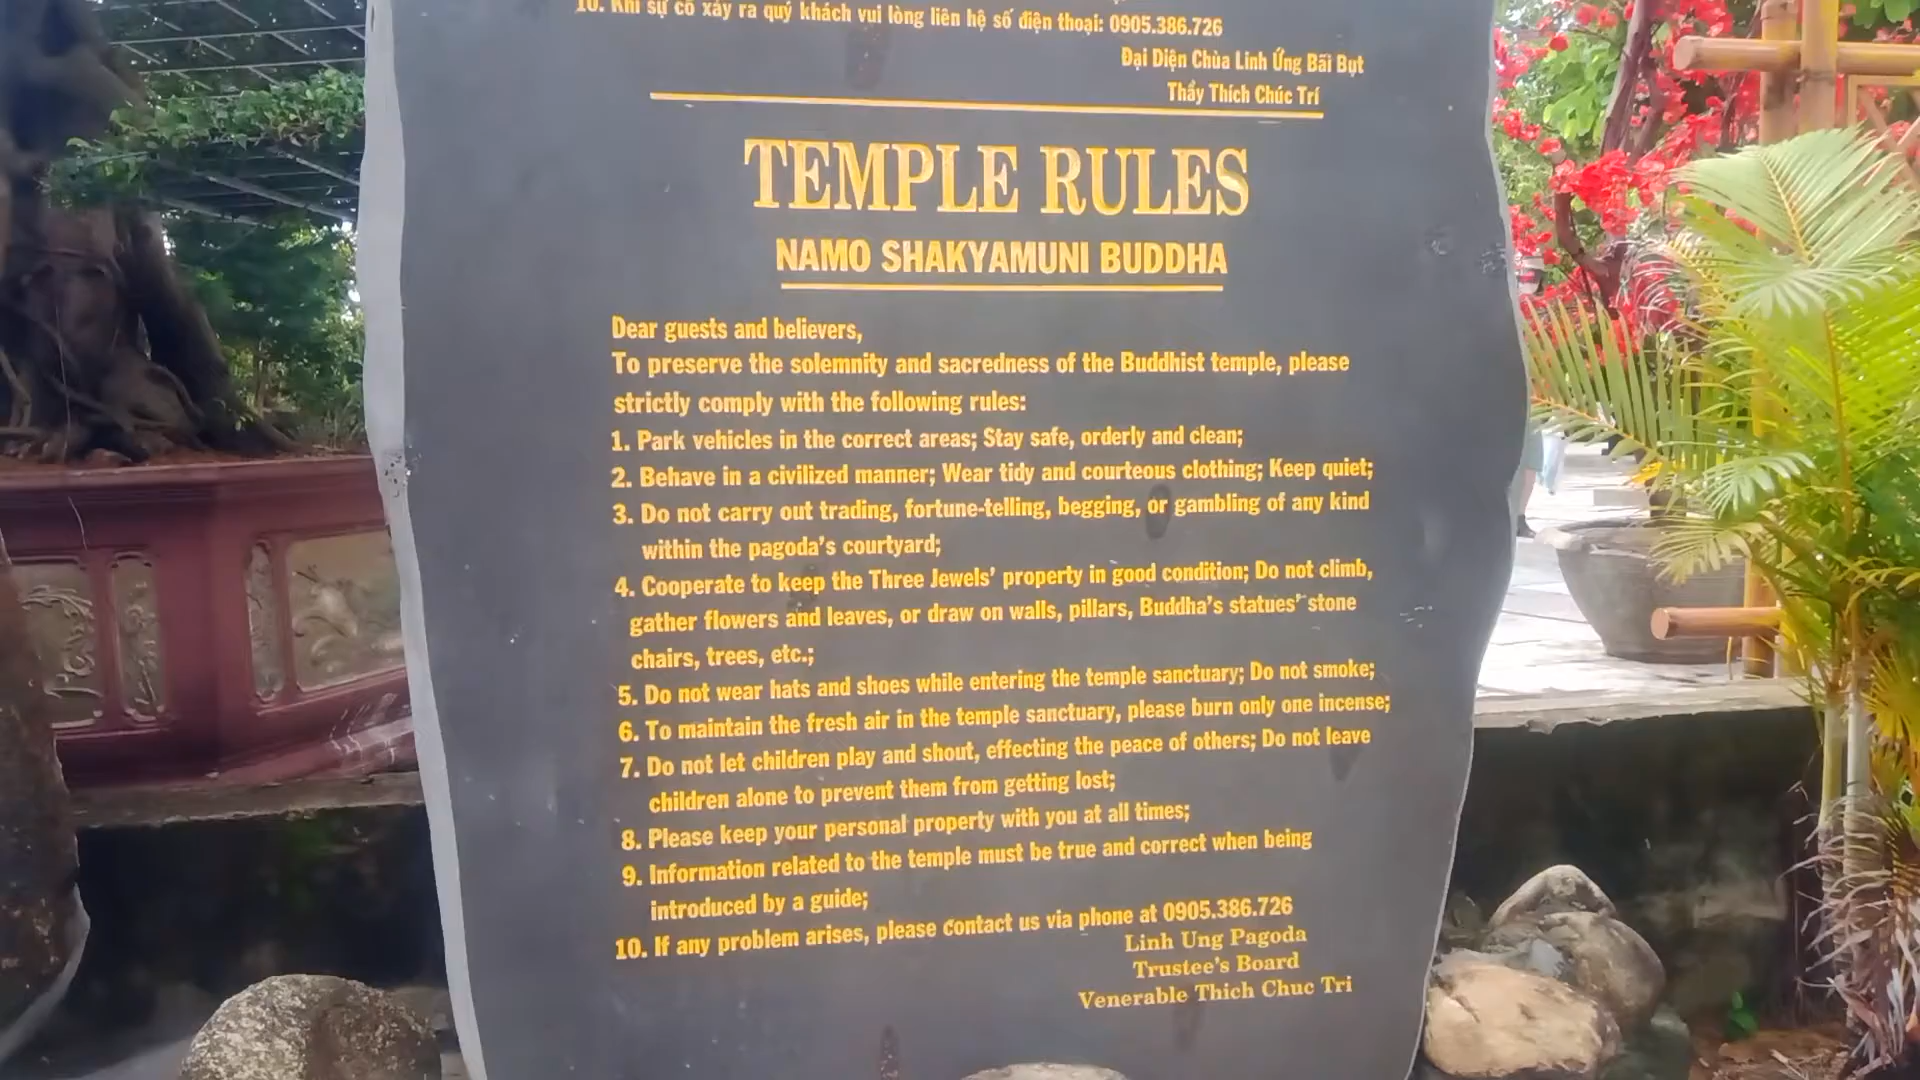 10. Khi sự cố xảy ra quý khách vui lòng liên hệ số điện thoại: 0905.386.726
Đại Diện Chùa Linh Ứng Bãi Bụt
Thầy Thích Chúc Trí
TEMPLE RULES
NAMO SHAKYAMUNI BUDDHA
Dear guests and believers,
To preserve the solemnity and sacredness of the Buddhist temple, please
strictly comply with the following rules:
1. Park vehicles in the correct areas; Stay safe, orderly and clean;
2. Behave in a civilized manner; Wear tidy and courteous clothing; Keep quiet;
3. Do not carry out trading, fortune-telling, begging, or gambling of any kind
within the pagoda's courtyard;
4. Cooperate to keep the Three Jewels' property in good condition; Do not climb,
gather flowers and leaves, or draw on walls, pillars, Buddha's statues' stone
chairs, trees, etc.;
5. Do not wear hats and shoes while entering the temple sanctuary; Do not smoke;
6. To maintain the fresh air in the temple sanctuary, please burn only one incense;
7. Do not let children play and shout, effecting the peace of others; Do not leave
children alone to prevent them from getting lost;
8. Please keep your personal property with you at all times;
9. Information related to the temple must be true and correct when being
introduced by a guide;
10. If any problem arises, please contact us via phone at 0905.386.726
Linh Ung Pagoda
Trustee's Board
Venerable Thich Chuc Tri